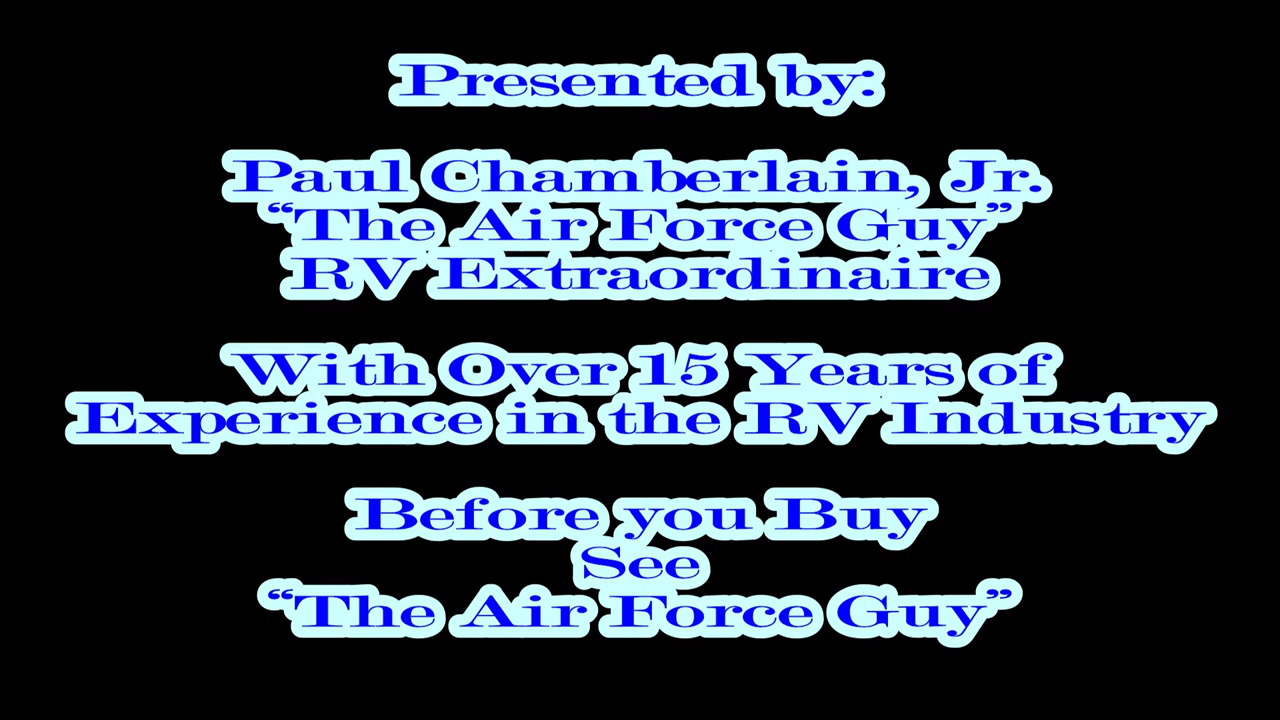 Presented by:
Paul Chamberlain, Jr.
“The Air Force Guy”
RV Extraordinaire
With Over 15 Years of
Experience in the RV Industry
Before you Buy
See
“The Air Force Guy”